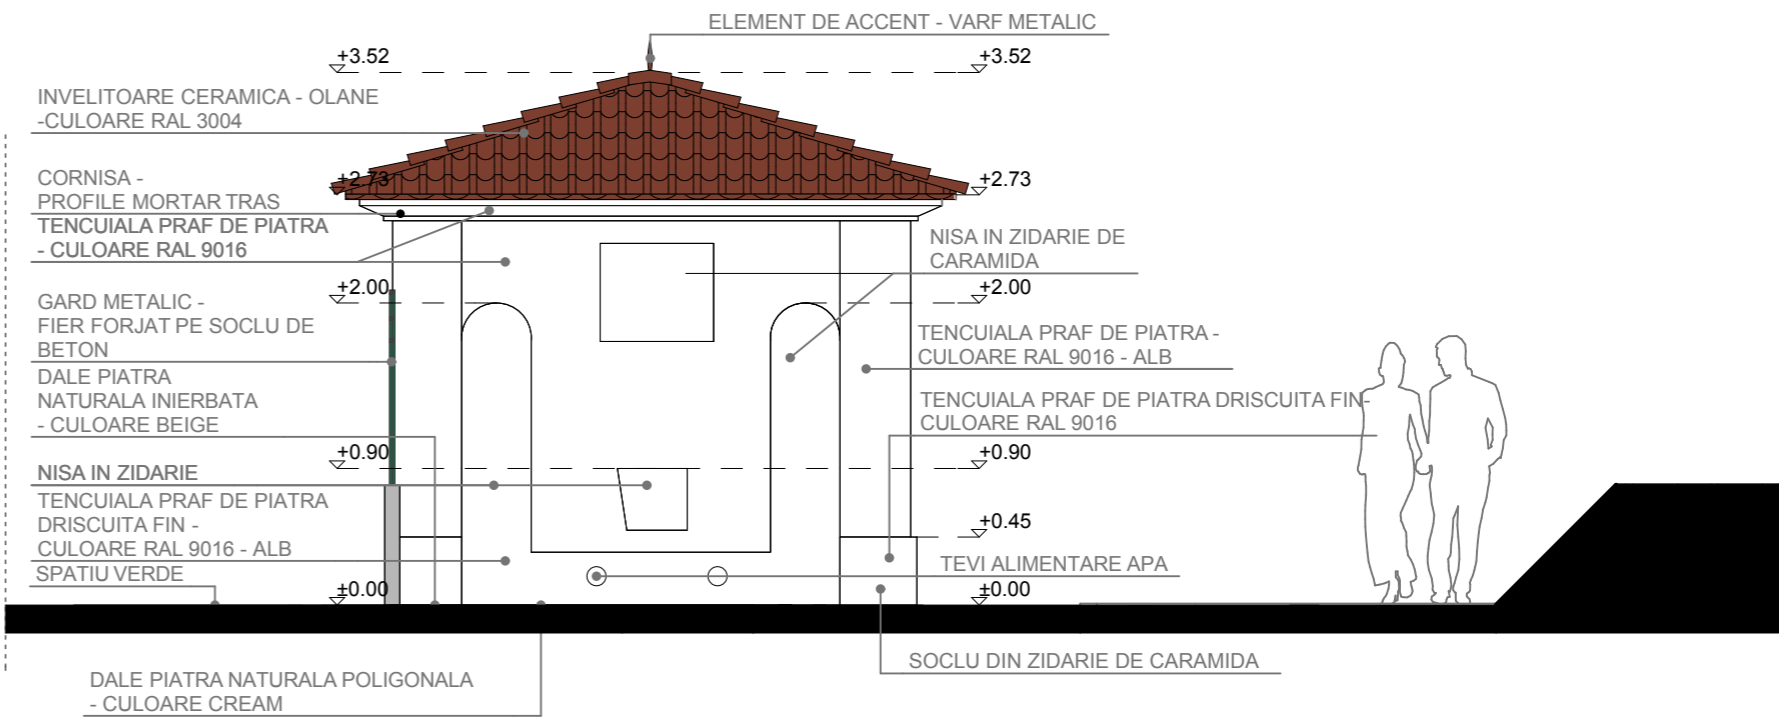 ELEMENT DE ACCENT - VARF METALIC
+3.52
+3.52
INVELITOARE CERAMICA - OLANE
-CULOARE RAL 3004
CORNISA -
PROFILE MORTAR TRAS
+2.73
+2.73
TENCUIALA PRAF DE PIATRA
- CULOARE RAL 9016
NISA IN ZIDARIE DE
CARAMIDA
+2.00
+2.00
GARD METALIC -
FIER FORJAT PE SOCLU DE
BETON
TENCUIALA PRAF DE PIATRA -
CULOARE RAL 9016 - ALB
DALE PIATRA
NATURALA INIERBATA
- CULOARE BEIGE
TENCUIALA PRAF DE PIATRA DRISCUITA FIN-
CULOARE RAL 9016
+0.90
+0.90
NISA IN ZIDARIE
TENCUIALA PRAF DE PIATRA
DRISCUITA FIN -
CULOARE RAL 9016 - ALB
+0.45
SPATIU VERDE
TEVI ALIMENTARE APA
±0.00
±0.00
SOCLU DIN ZIDARIE DE CARAMIDA
DALE PIATRA NATURALA POLIGONALA
- CULOARE CREAM